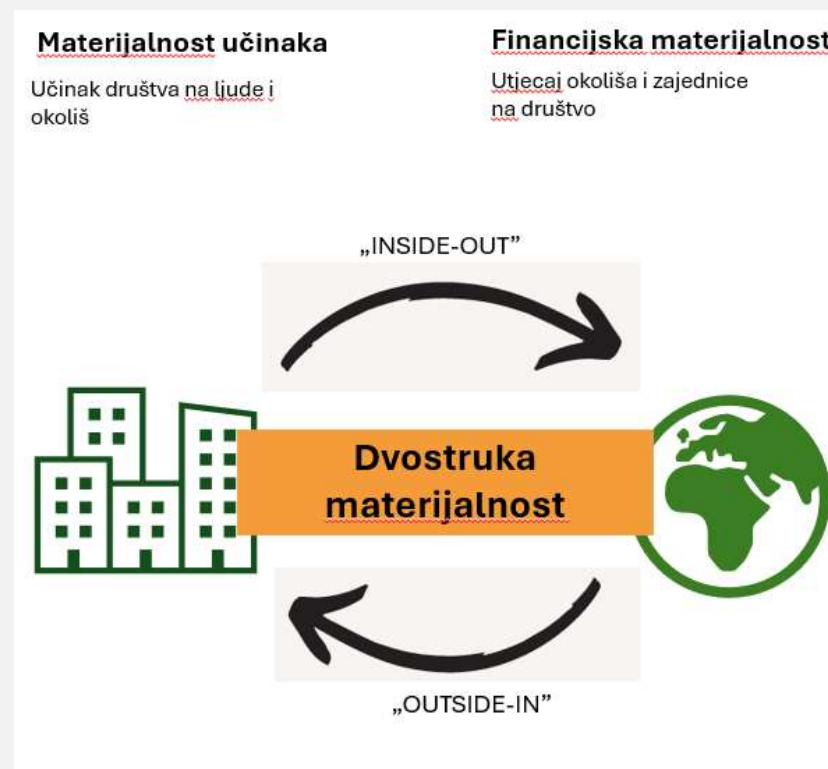 Materijalnost učinaka
Učinak društva na ljude i
okoliš
Financijska materijalnost
Utjecaj okoliša i zajednice
na društvo
„INSIDE-OUT”
Dvostruka
materijalnost
„OUTSIDE-IN”